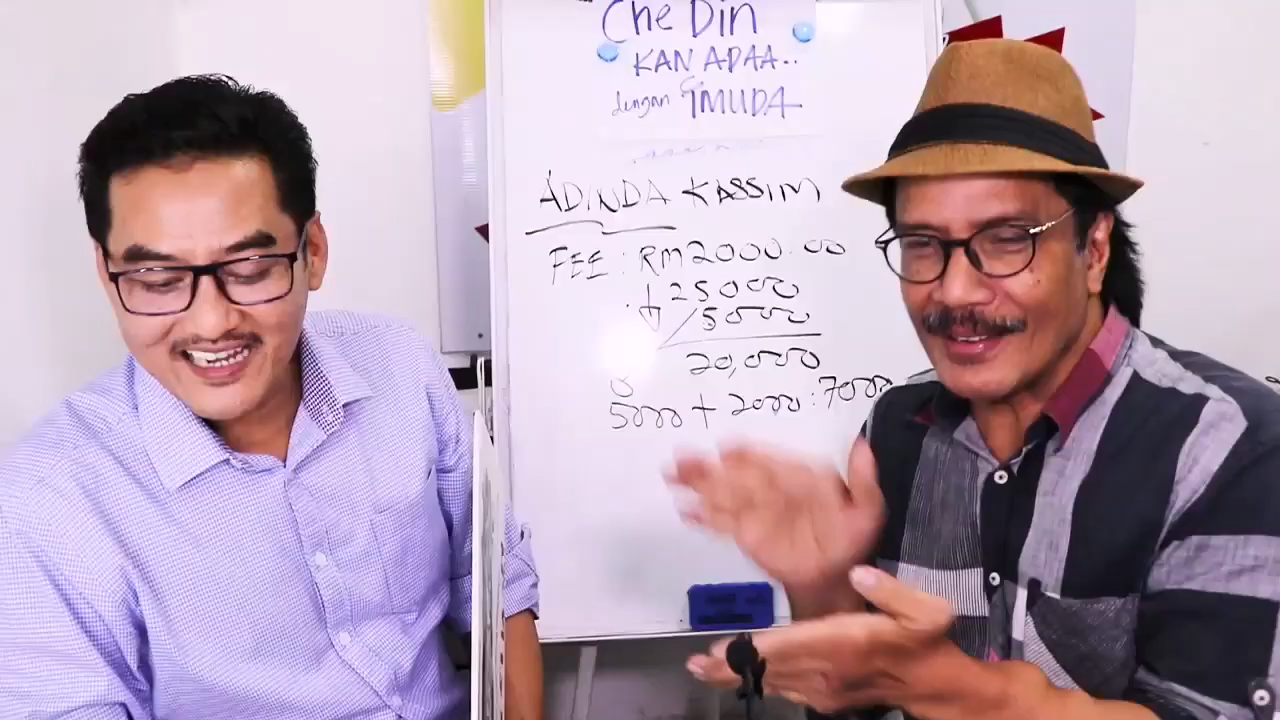 Che Din
KAN ADAA..
dengan IMUDA
ADINDA KASSIM
FEE : RM2000.00
25000
5000
20,000
5000 + 2000 : 7000